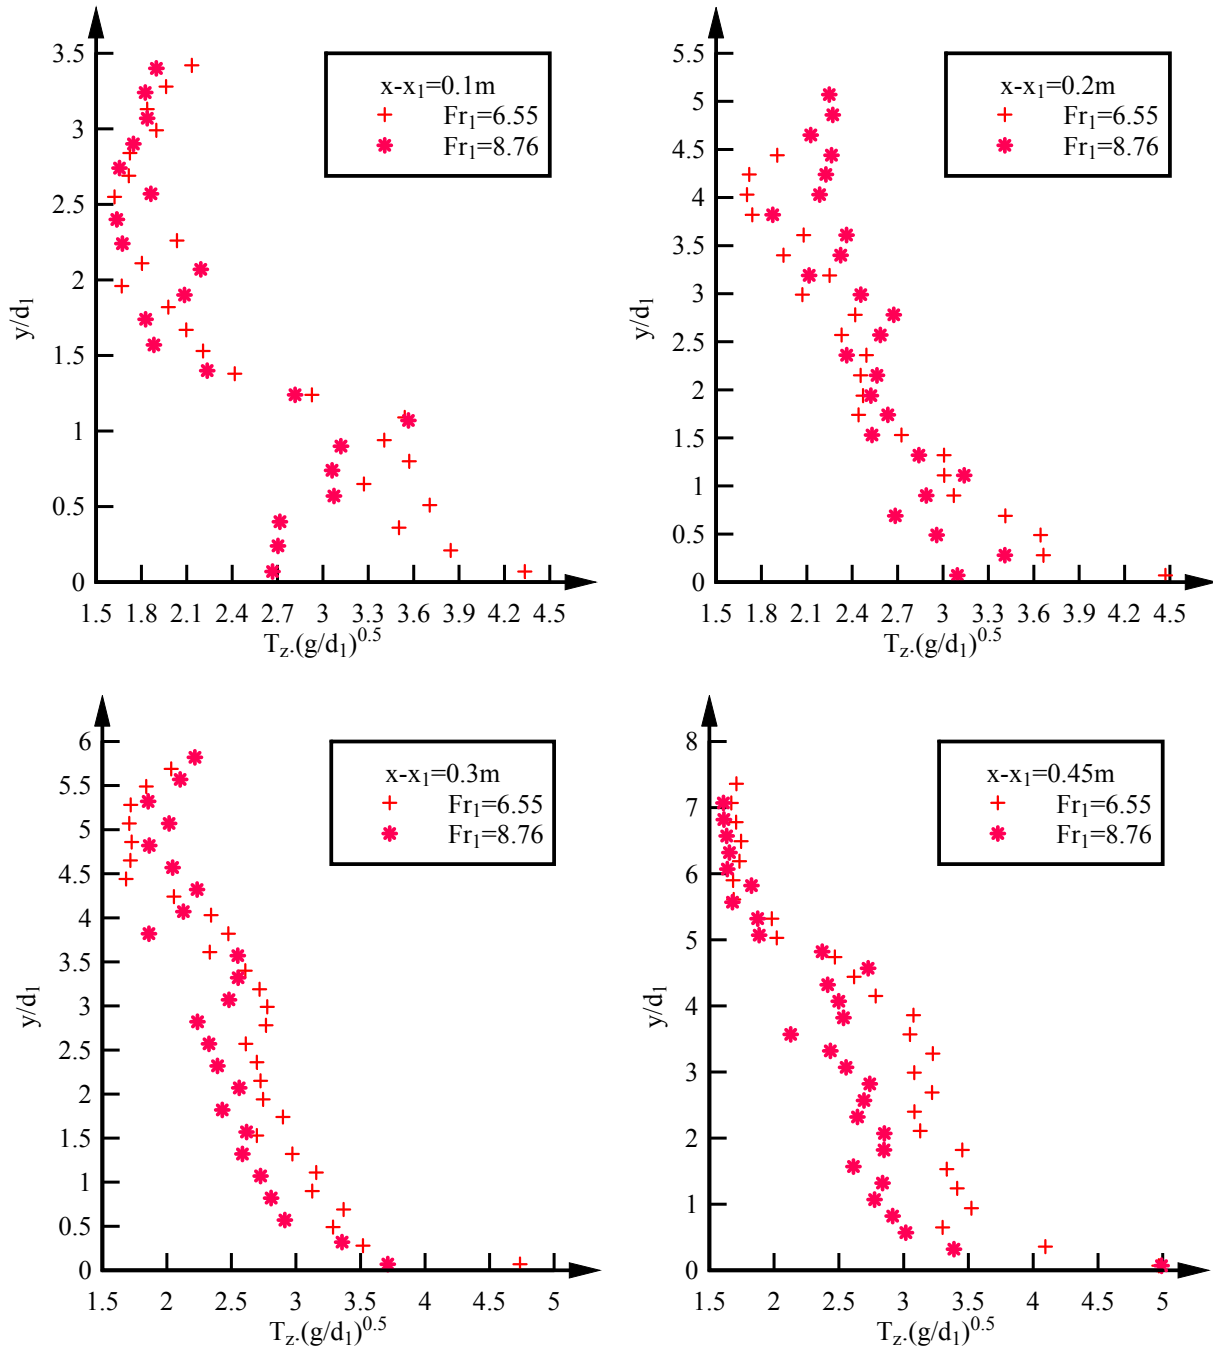 3.5
3
2.5
2
1.5
1
0.5
0
y/d₁
x-x₁=0.1m
Fr₁=6.55
Fr₁=8.76
1.5 1.8 2.1 2.4 2.7 3 3.3 3.6 3.9 4.2 4.5
T_z.(g/d₁)^0.5
5.5
5
4.5
4
3.5
3
2.5
2
1.5
1
0.5
0
y/d₁
x-x₁=0.2m
Fr₁=6.55
Fr₁=8.76
1.5 1.8 2.1 2.4 2.7 3 3.3 3.6 3.9 4.2 4.5
T_z.(g/d₁)^0.5
6
5.5
5
4.5
4
3.5
3
2.5
2
1.5
1
0.5
0
y/d₁
x-x₁=0.3m
Fr₁=6.55
Fr₁=8.76
1.5 2 2.5 3 3.5 4 4.5 5
T_z.(g/d₁)^0.5
8
7
6
5
4
3
2
1
0
y/d₁
x-x₁=0.45m
Fr₁=6.55
Fr₁=8.76
1.5 2 2.5 3 3.5 4 4.5 5
T_z.(g/d₁)^0.5